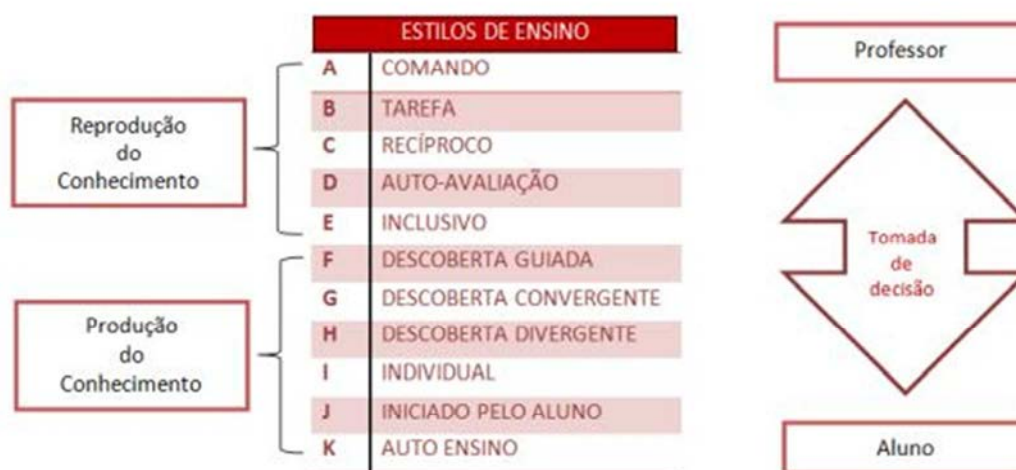 ESTILOS DE ENSINO
A COMANDO
B TAREFA
C RECÍPROCO
D AUTO-AVALIAÇÃO
E INCLUSIVO
F DESCOBERTA GUIADA
G DESCOBERTA CONVERGENTE
H DESCOBERTA DIVERGENTE
I INDIVIDUAL
J INICIADO PELO ALUNO
K AUTO ENSINO
Reprodução
do
Conhecimento
Produção
do
Conhecimento
Professor
Tomada
de
decisão
Aluno